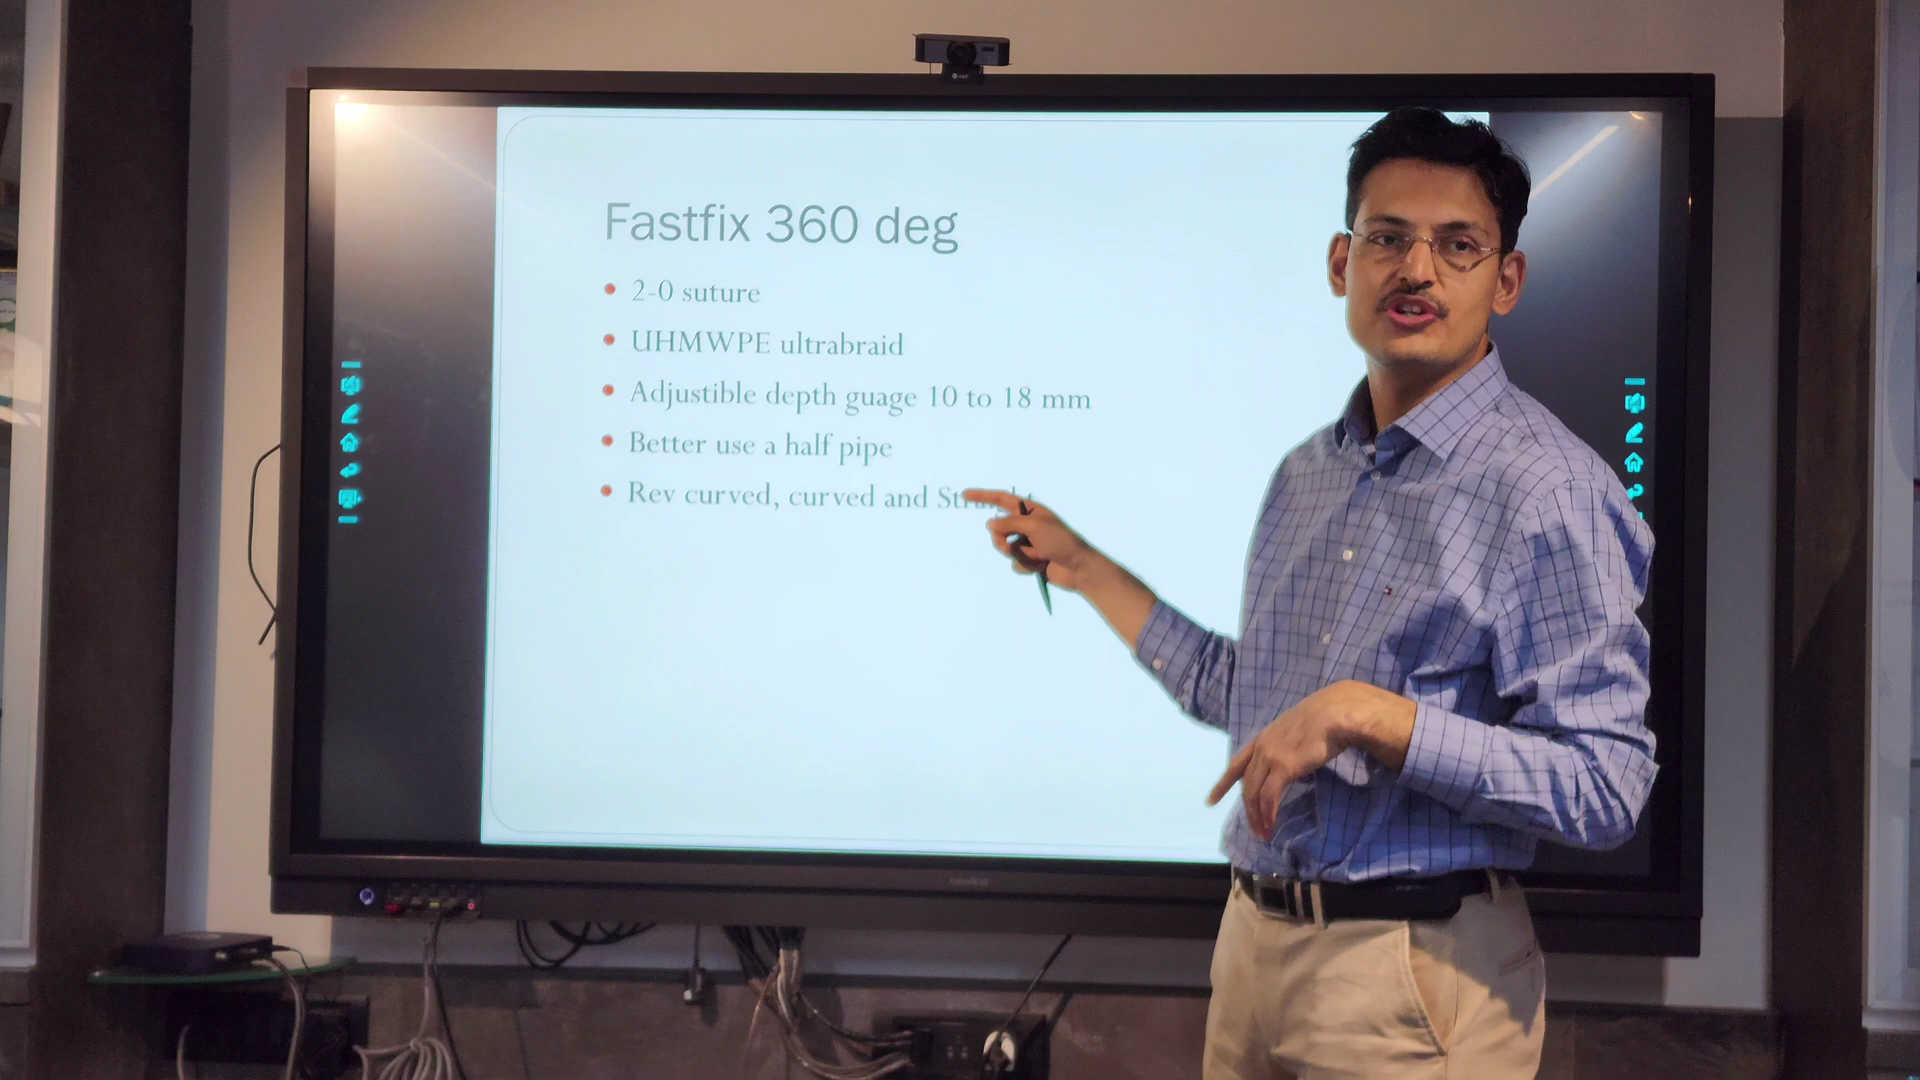 Fastfix 360 deg
• 2-0 suture
• UHMWPE ultrabraid
• Adjustible depth guage 10 to 18 mm
• Better use a half pipe
• Rev curved, curved and Straight